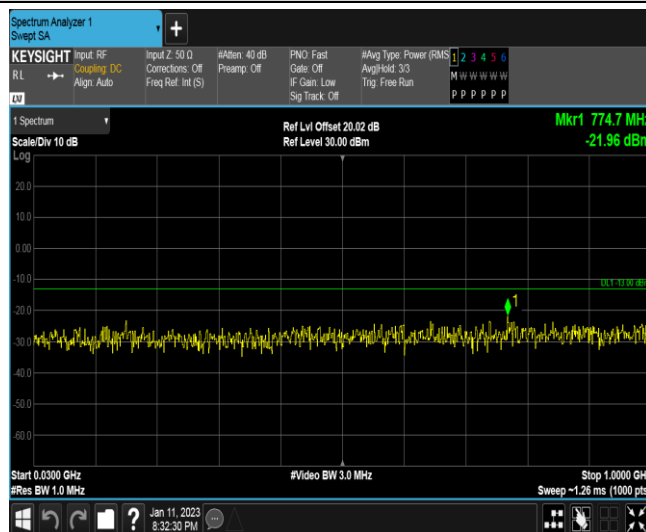 Spectrum Analyzer 1
Swept SA
+
KEYSIGHT Input: RF Input Z: 50 Ω #Atten: 40 dB PNO: Fast #Avg Type: Power (RMS 1 2 3 4 5 6
RL Coupling: DC Corrections: Off Preamp: Off Gate: Off Avg|Hold: 3/3 M W W W W W
Align: Auto Freq Ref: Int (S) IF Gain: Low Trig: Free Run
Sig Track: Off P P P P P P
LXI
1 Spectrum Ref Lvl Offset 20.02 dB Mkr1 774.7 MHz
Scale/Div 10 dB Ref Level 30.00 dBm -21.96 dBm
Log
20.0
10.0
0.00
-10.0
DL1 -13.00 dBm
1
-20.0
-30.0
-40.0
-50.0
-60.0
Start 0.0300 GHz #Video BW 3.0 MHz Stop 1.0000 GH
#Res BW 1.0 MHz Sweep ~1.26 ms (1000 pts
? Jan 11, 2023
8:32:30 PM